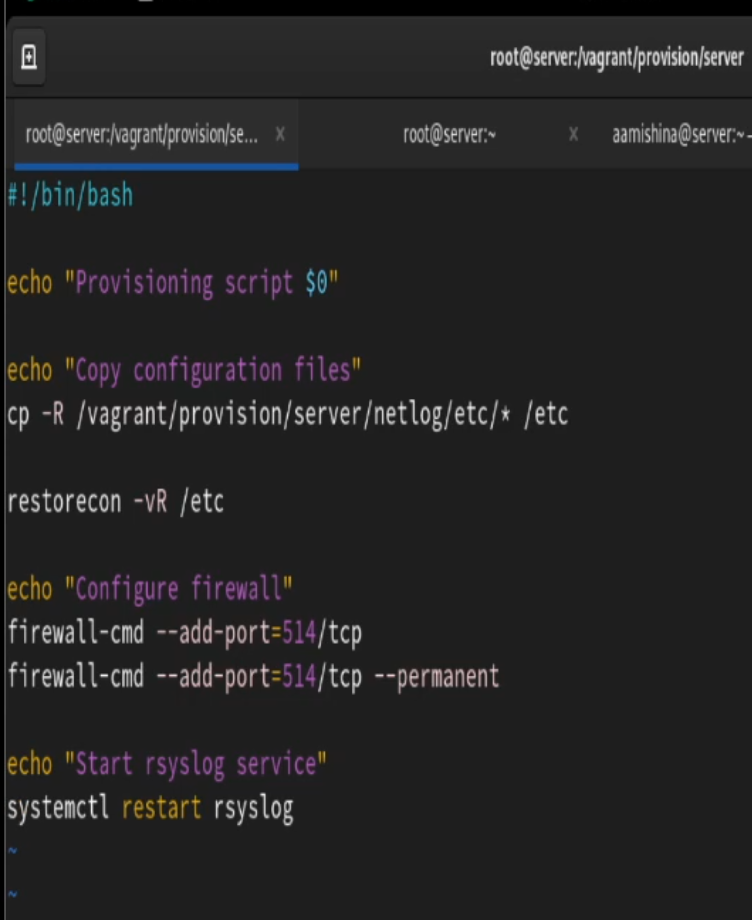 root@server:/vagrant/provision/server
root@server:/vagrant/provision/se... x root@server:~ x aamishina@server:~
#!/bin/bash
echo "Provisioning script $0"
echo "Copy configuration files"
cp -R /vagrant/provision/server/netlog/etc/* /etc
restorecon -vR /etc
echo "Configure firewall"
firewall-cmd --add-port=514/tcp
firewall-cmd --add-port=514/tcp --permanent
echo "Start rsyslog service"
systemctl restart rsyslog
~
~